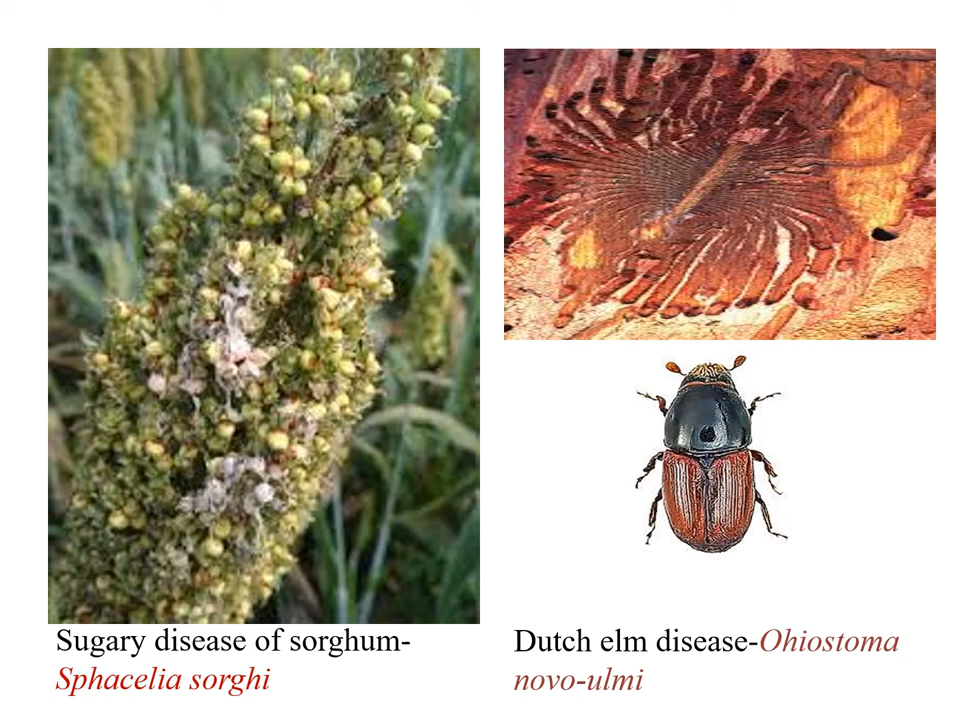 Sugary disease of sorghum-
Sphacelia sorghi
Dutch elm disease-Ohiostoma
novo-ulmi